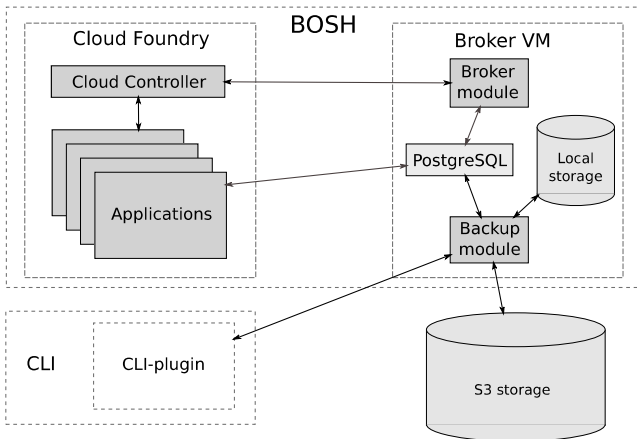 BOSH
Cloud Foundry
Cloud Controller
Applications
Broker VM
Broker
module
PostgreSQL
Local
storage
Backup
module
CLI
CLI-plugin
S3 storage